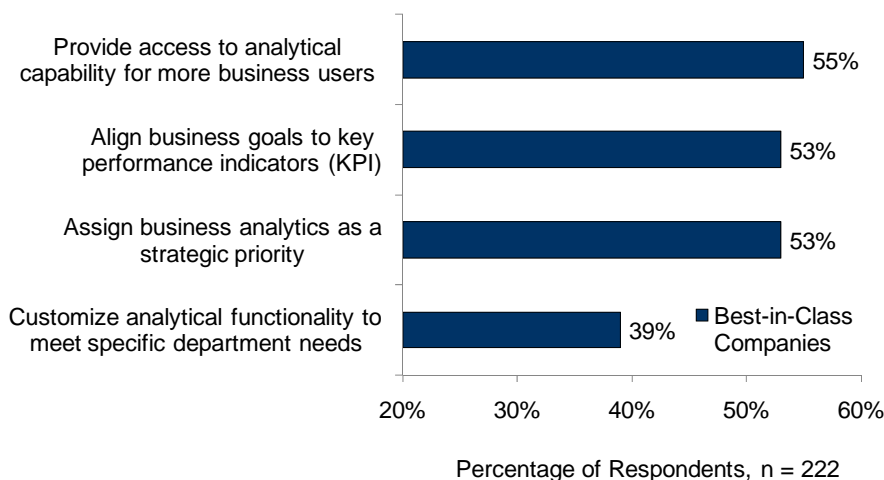 Provide access to analytical
capability for more business users
55%
Align business goals to key
performance indicators (KPI)
53%
Assign business analytics as a
strategic priority
53%
Customize analytical functionality to
meet specific department needs
39%
Best-in-Class
Companies
20% 30% 40% 50% 60%
Percentage of Respondents, n = 222